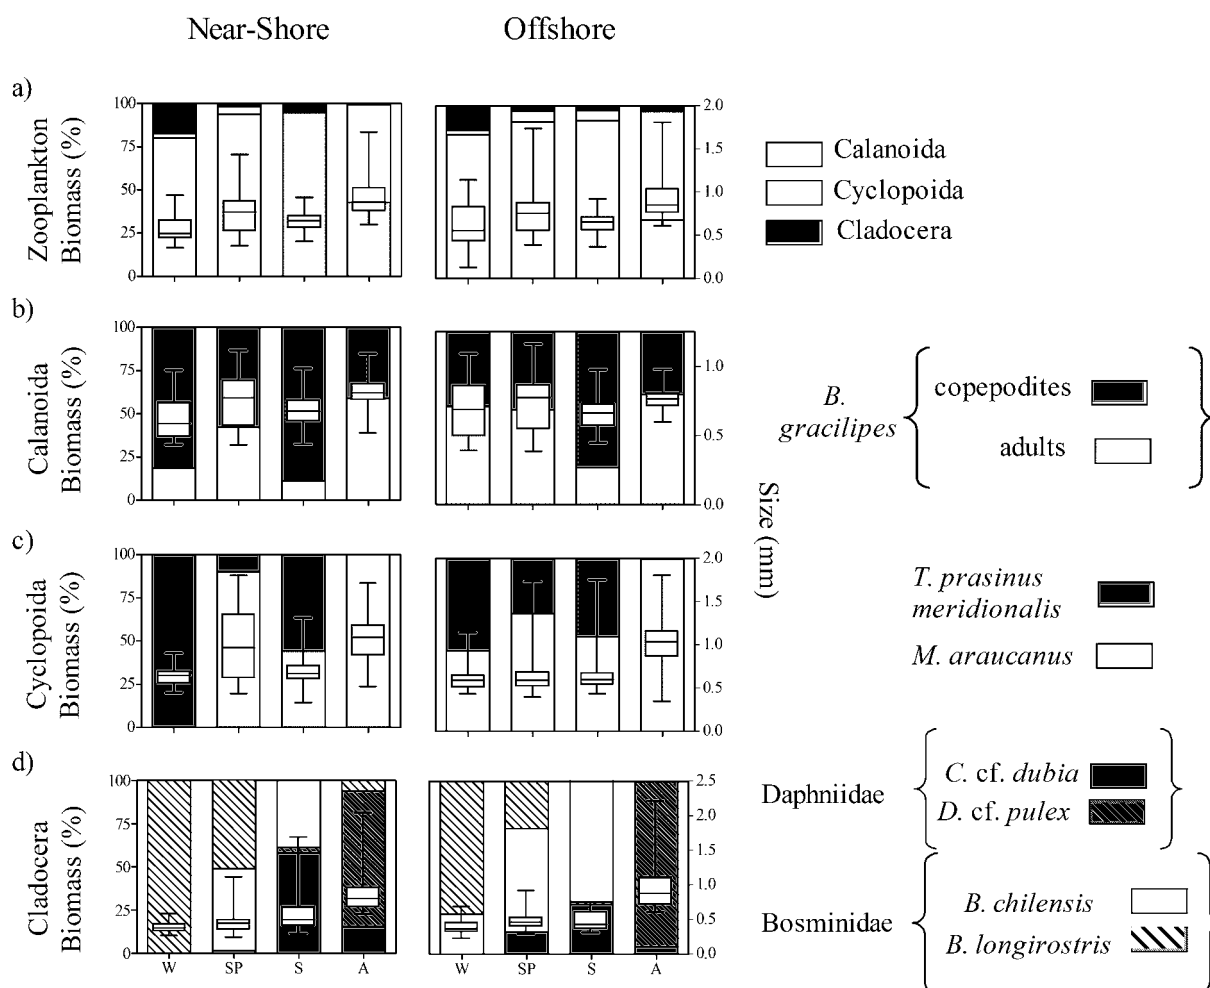 Near-Shore Offshore
a)
Zooplankton
Biomass (%)
100
75
50
25
0
2.0
1.5
1.0
0.5
0.0
Calanoida
Cyclopoida
Cladocera
b)
Calanoida
Biomass (%)
100
75
50
25
0
1.0
0.5
0.0
B.
gracilipes
copepodites
adults
Size (mm)
c)
Cyclopoida
Biomass (%)
100
75
50
25
0
2.0
1.5
1.0
0.5
0.0
T. prasinus
meridionalis
M. araucanus
d)
Cladocera
Biomass (%)
100
75
50
25
0
2.5
2.0
1.5
1.0
0.5
0.0
W SP S A W SP S A
Daphniidae
C. cf. dubia
D. cf. pulex
Bosminidae
B. chilensis
B. longirostris